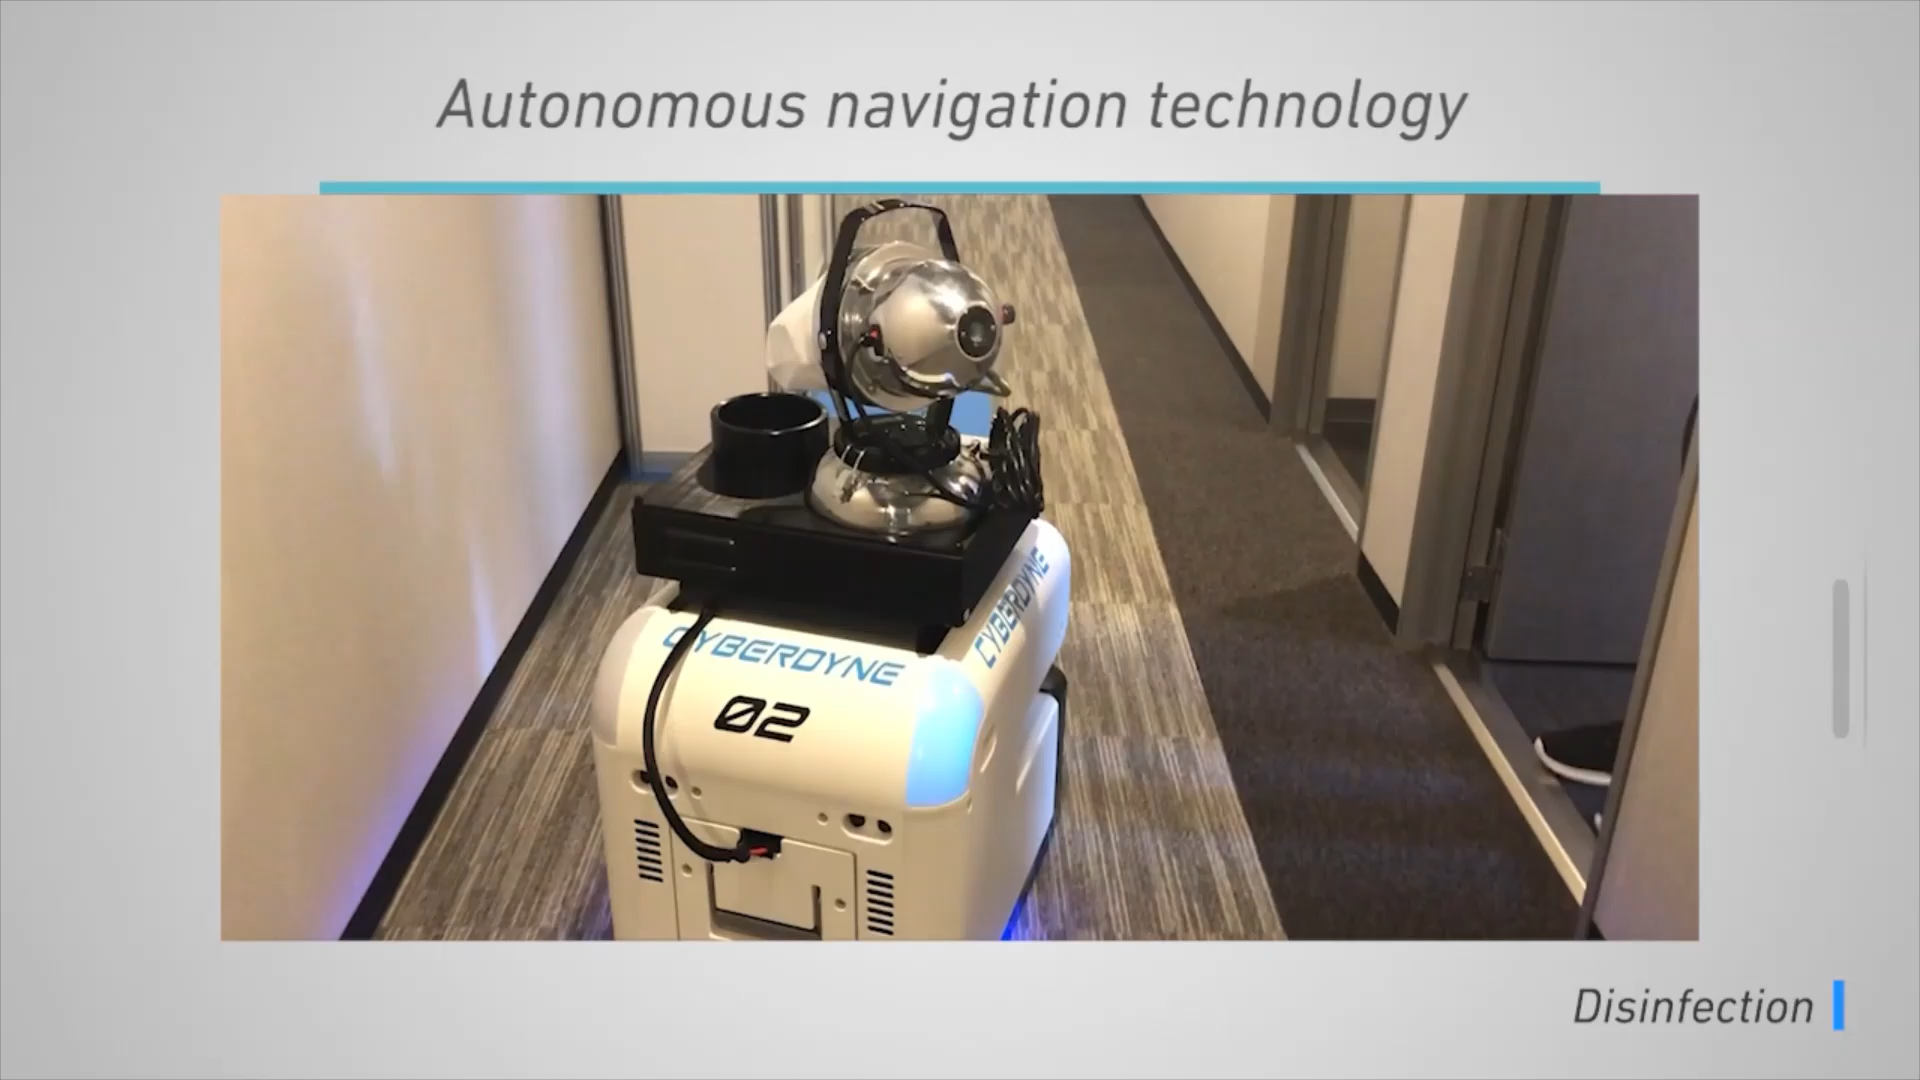 Autonomous navigation technology
CYBERDYNE
CYBERDYNE
02
Disinfection